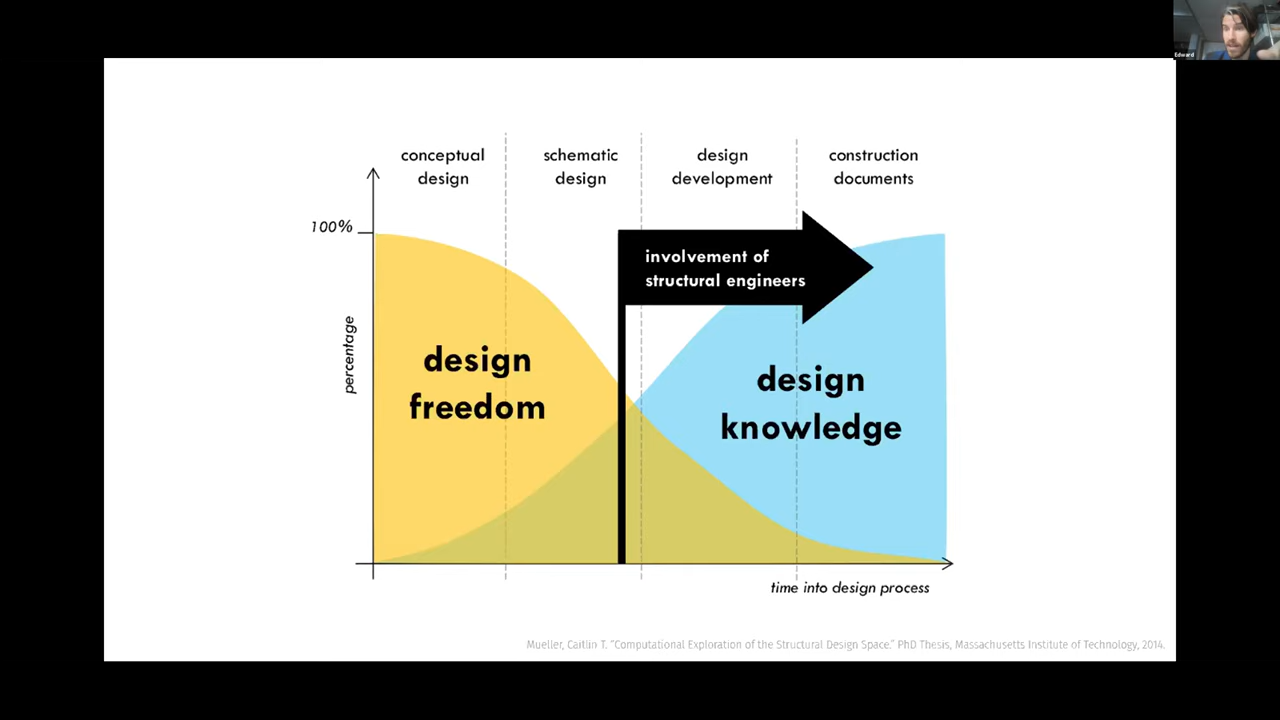 Edward
conceptual
design
schematic
design
design
development
construction
documents
100%
involvement of
structural engineers
percentage
design
freedom
design
knowledge
time into design process
Mueller, Caitlin T. "Computational Exploration of the Structural Design Space." PhD Thesis, Massachusetts Institute of Technology, 2014.